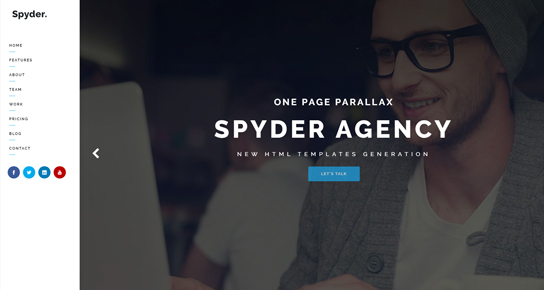 Spyder.
HOME
FEATURES
ABOUT
TEAM
WORK
PRICING
BLOG
CONTACT
ONE PAGE PARALLAX
SPYDER AGENCY
NEW HTML TEMPLATES GENERATION
LET'S TALK